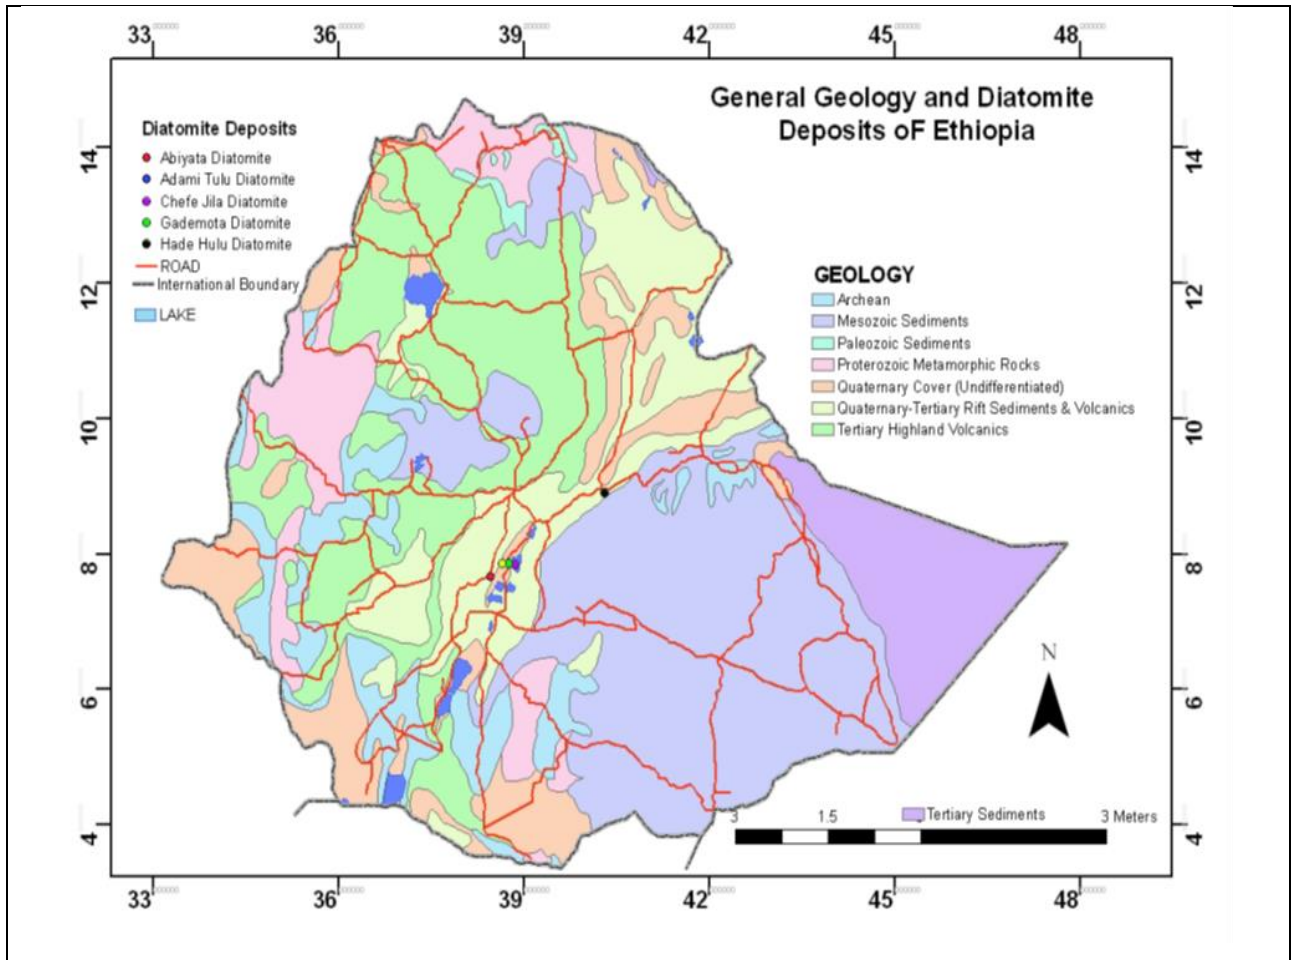 33 36 39 42 45 48
General Geology and Diatomite
Deposits oF Ethiopia
Diatomite Deposits
Abiyata Diatomite
Adami Tulu Diatomite
Chefe Jila Diatomite
Gademota Diatomite
Hade Hulu Diatomite
ROAD
International Boundary
LAKE
14
12
10
8
6
4
GEOLOGY
Archean
Mesozoic Sediments
Paleozoic Sediments
Proterozoic Metamorphic Rocks
Quaternary Cover (Undifferentiated)
Quaternary-Tertiary Rift Sediments & Volcanics
Tertiary Highland Volcanics
14
12
10
8
6
4
N
Tertiary Sediments
3 1.5 3 Meters
33 36 39 42 45 48